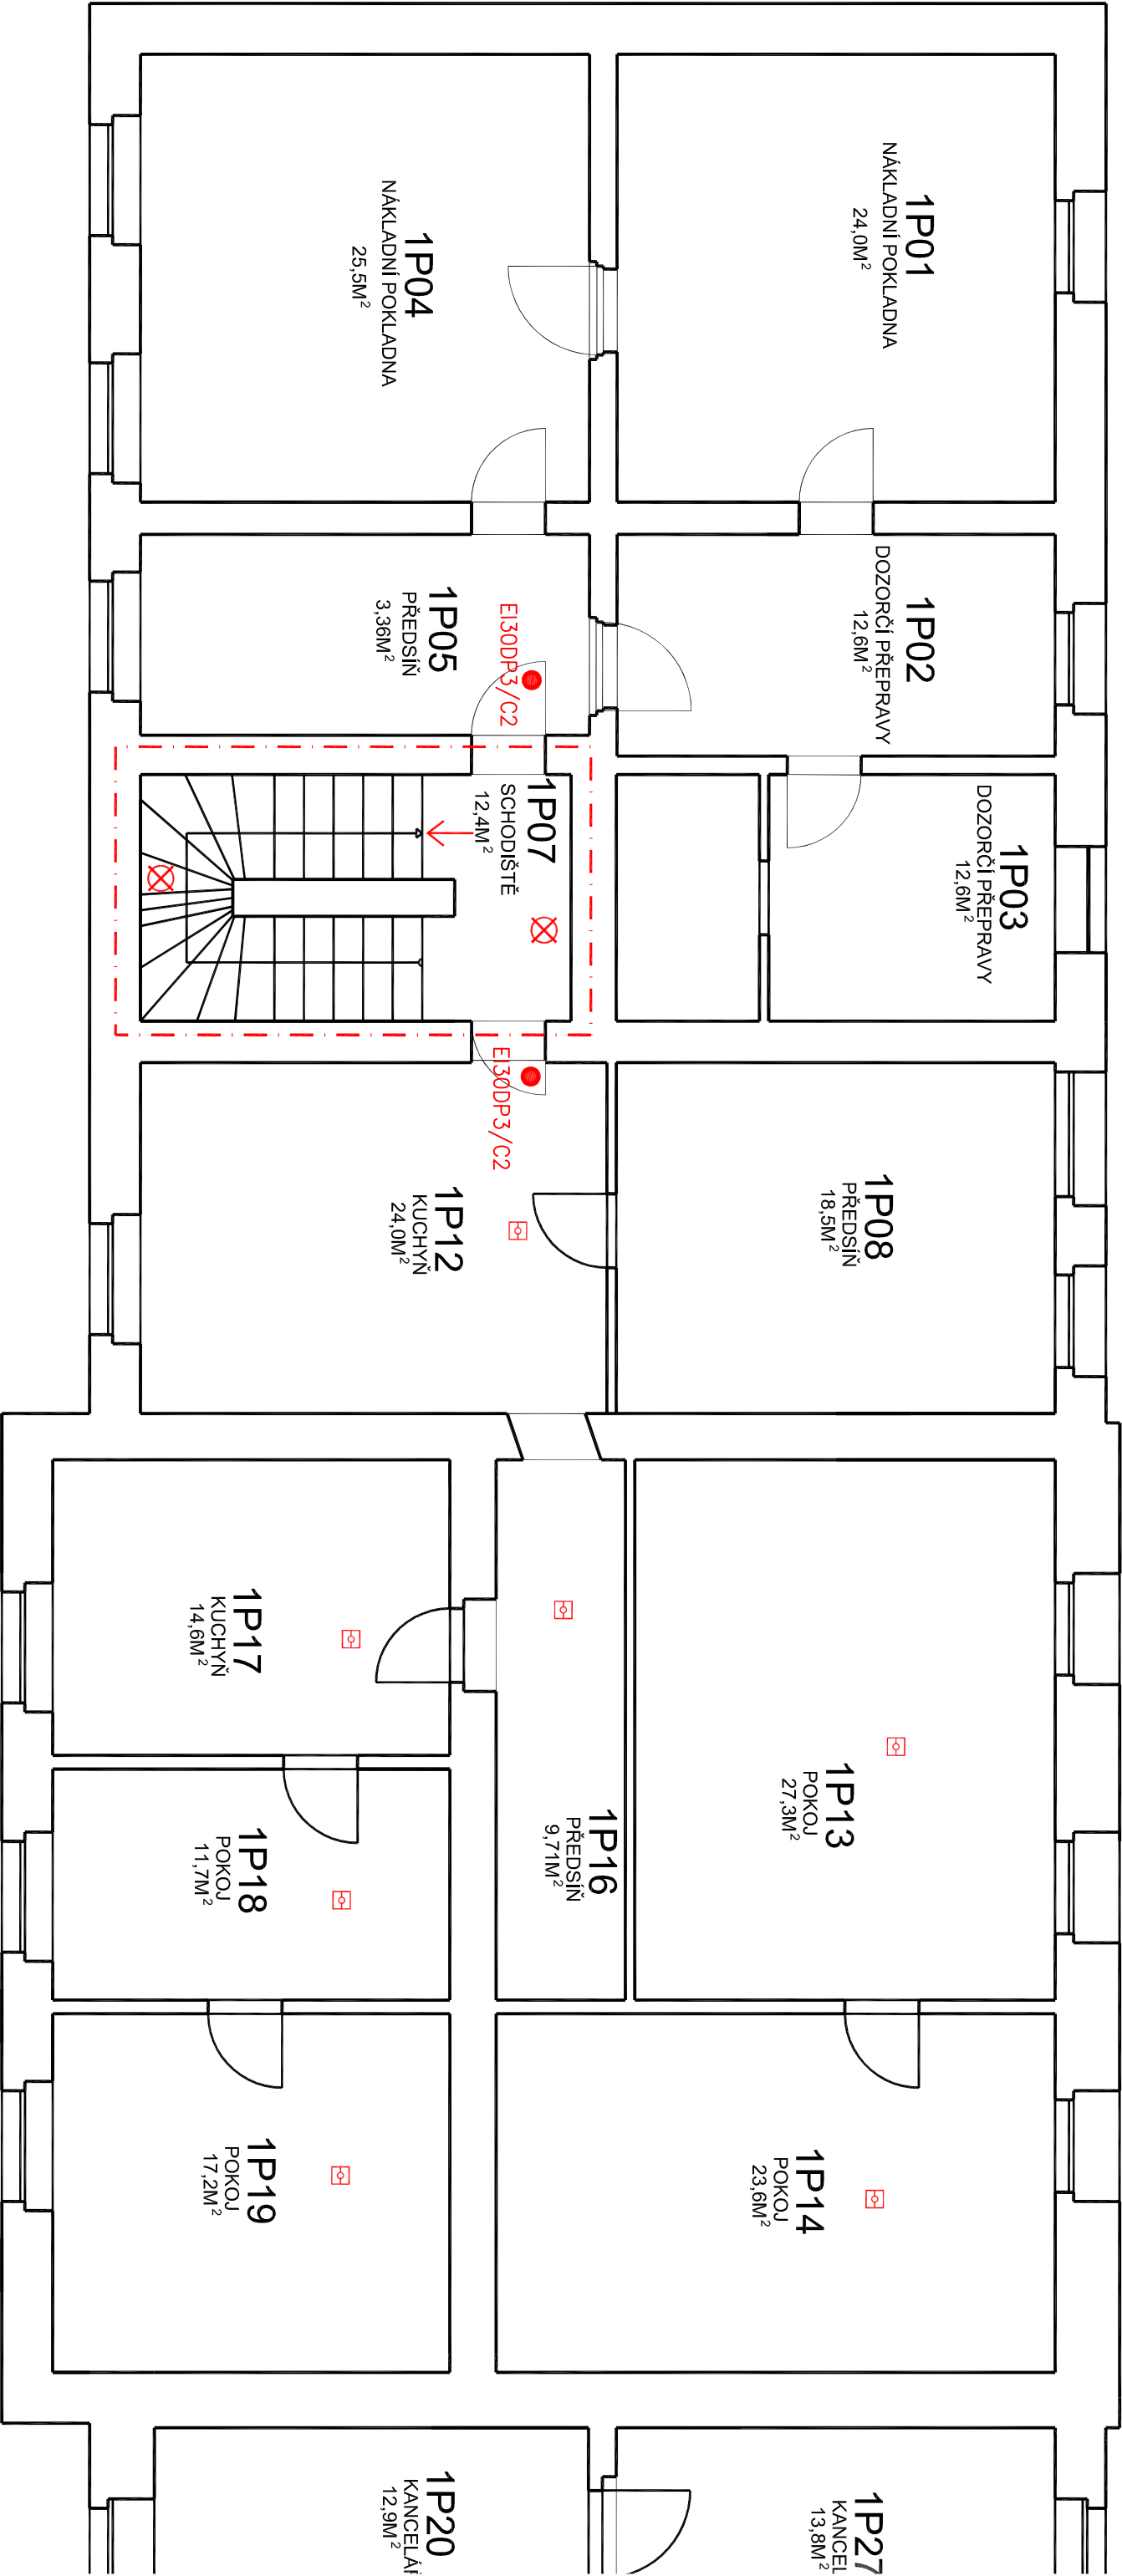 1P01
NÁKLADNÍ POKLADNA
24,0M²
1P04
NÁKLADNÍ POKLADNA
25,5M²
1P02
DOZORČÍ PŘEPRAVY
12,6M²
1P05
PŘEDSÍŇ
3,36M²
EI30DP3/C2
1P03
DOZORČÍ PŘEPRAVY
12,6M²
1P07
SCHODIŠTĚ
12,4M²
EI30DP3/C2
1P08
PŘEDSÍŇ
18,5M²
1P12
KUCHYŇ
24,0M²
1P13
POKOJ
27,3M²
1P16
PŘEDSÍŇ
9,71M²
1P17
KUCHYŇ
14,6M²
1P18
POKOJ
11,7M²
1P14
POKOJ
23,6M²
1P19
POKOJ
17,2M²
1P27
KANCEL
13,8M²
1P20
KANCELÁŘ
12,9M²